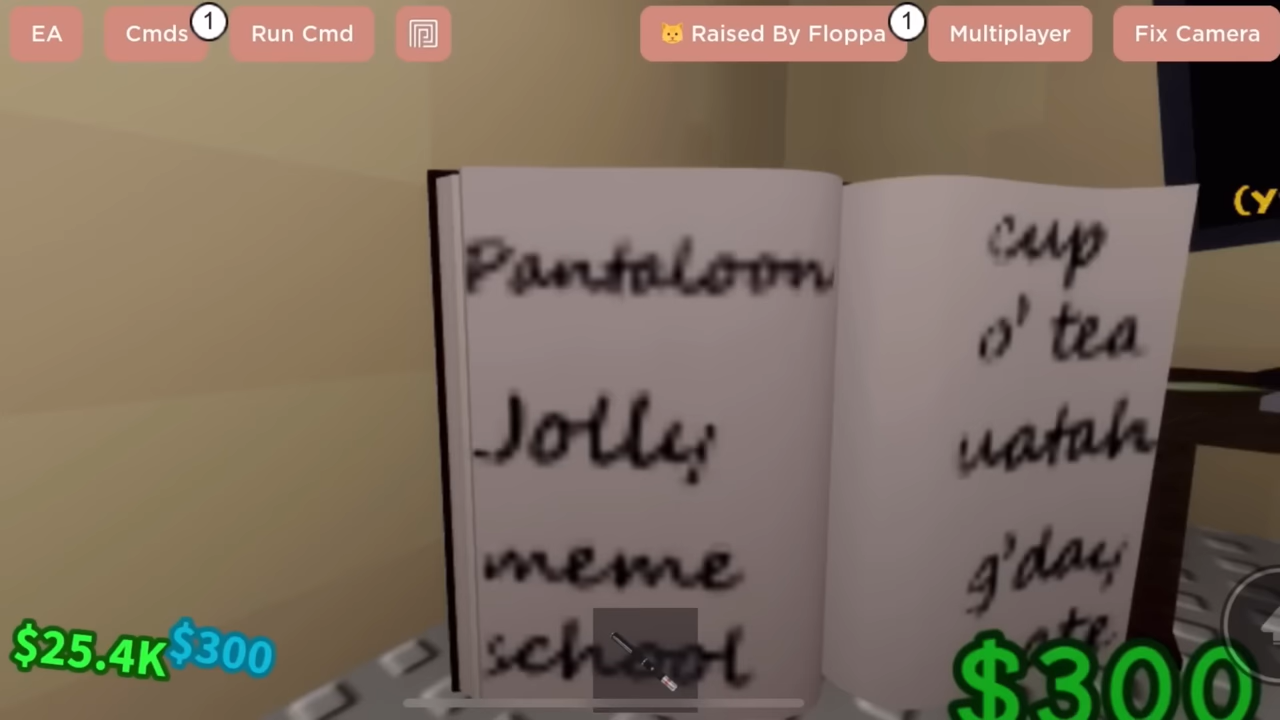 EA
Cmds
1
Run Cmd
Raised By Floppa
1
Multiplayer
Fix Camera
(y
Pantaloon
Jolly
meme
school
cup
o' tea
uatah
g'day
ate
$25.4K
$300
$300